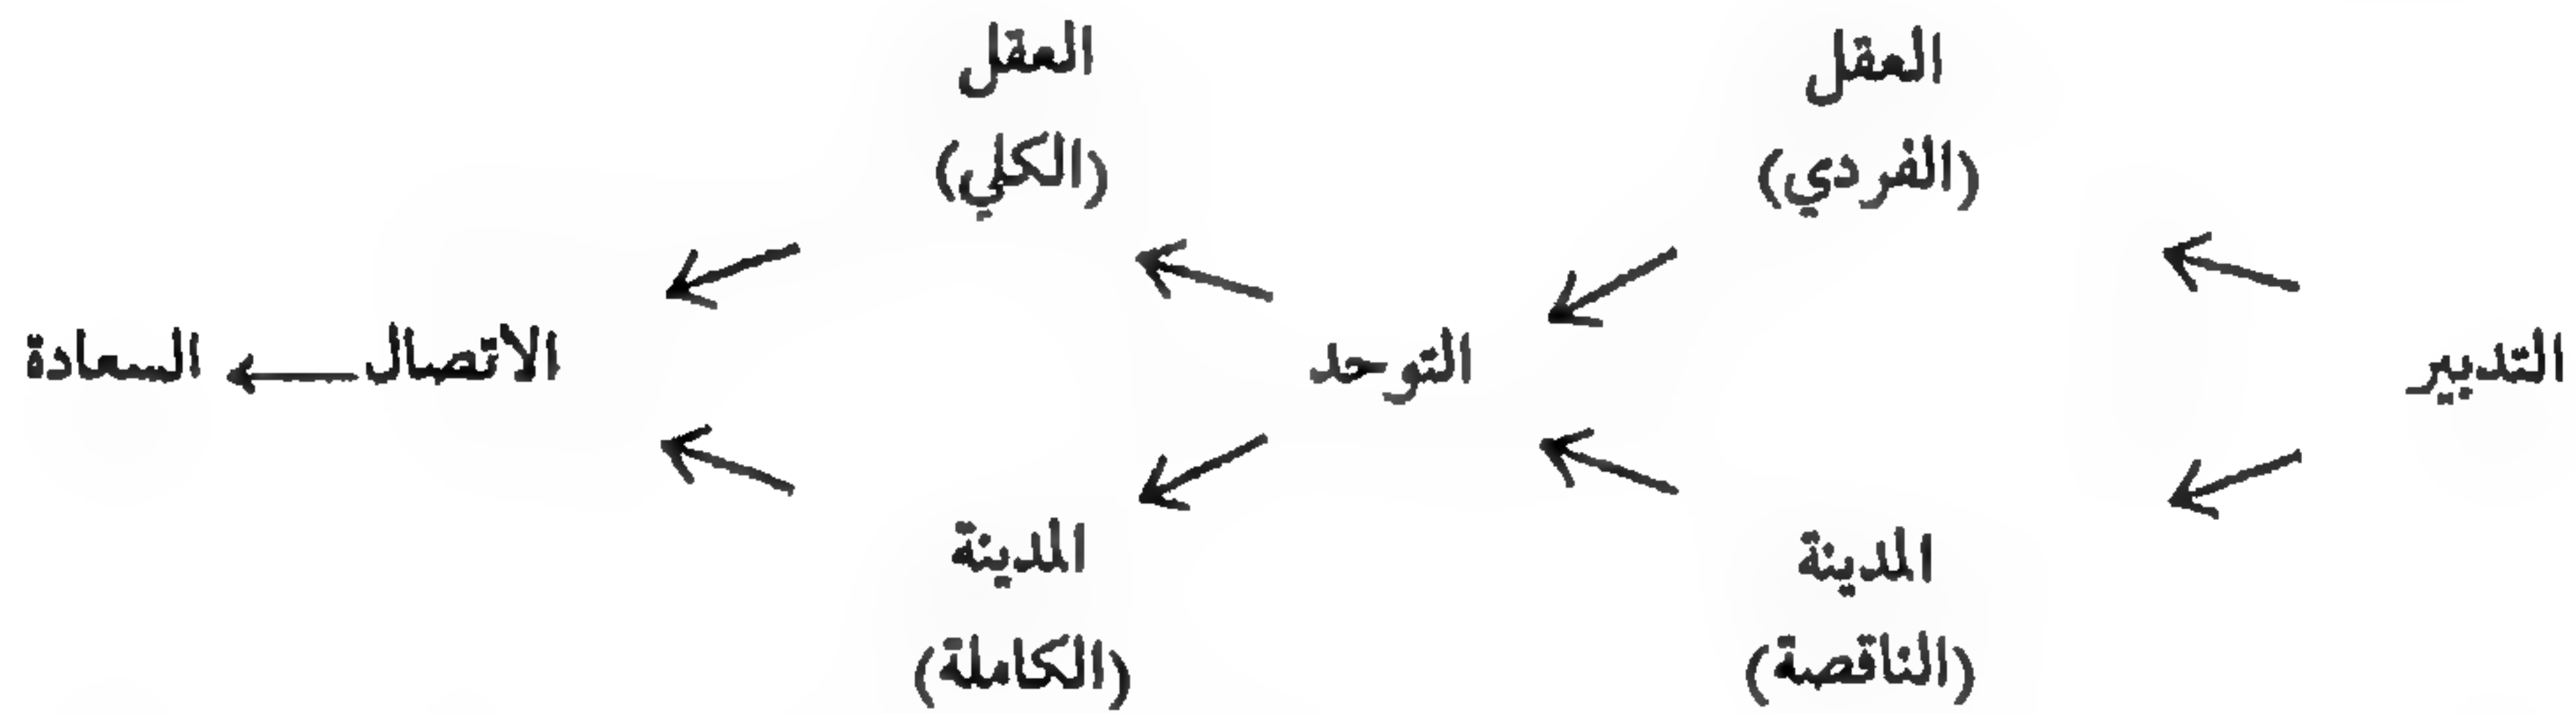 العقل
(الفردي)
العقل
(الكلي)
التدبير
التوحد
الاتصال
السعادة
المدينة
(الناقصة)
المدينة
(الكاملة)